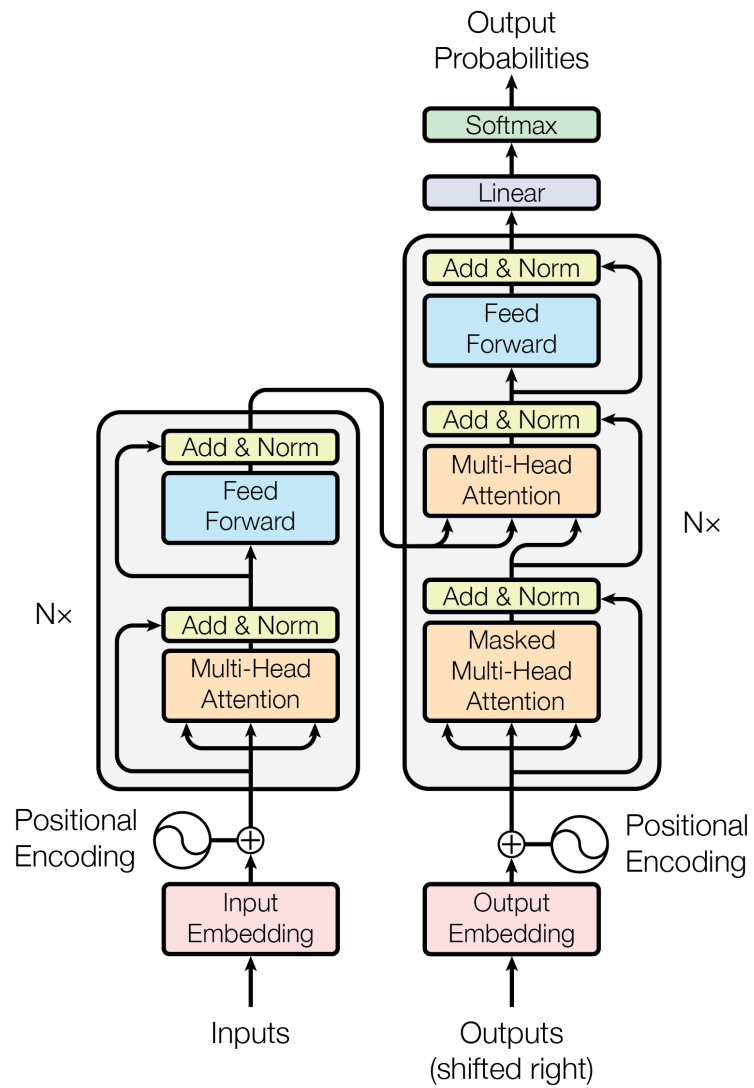 Output
Probabilities
Softmax
Linear
Add & Norm
Feed
Forward
Add & Norm
Multi-Head
Attention
Add & Norm
Masked
Multi-Head
Attention
N×
Add & Norm
Feed
Forward
Add & Norm
Multi-Head
Attention
N×
Positional
Encoding
Positional
Encoding
Input
Embedding
Output
Embedding
Inputs
Outputs
(shifted right)